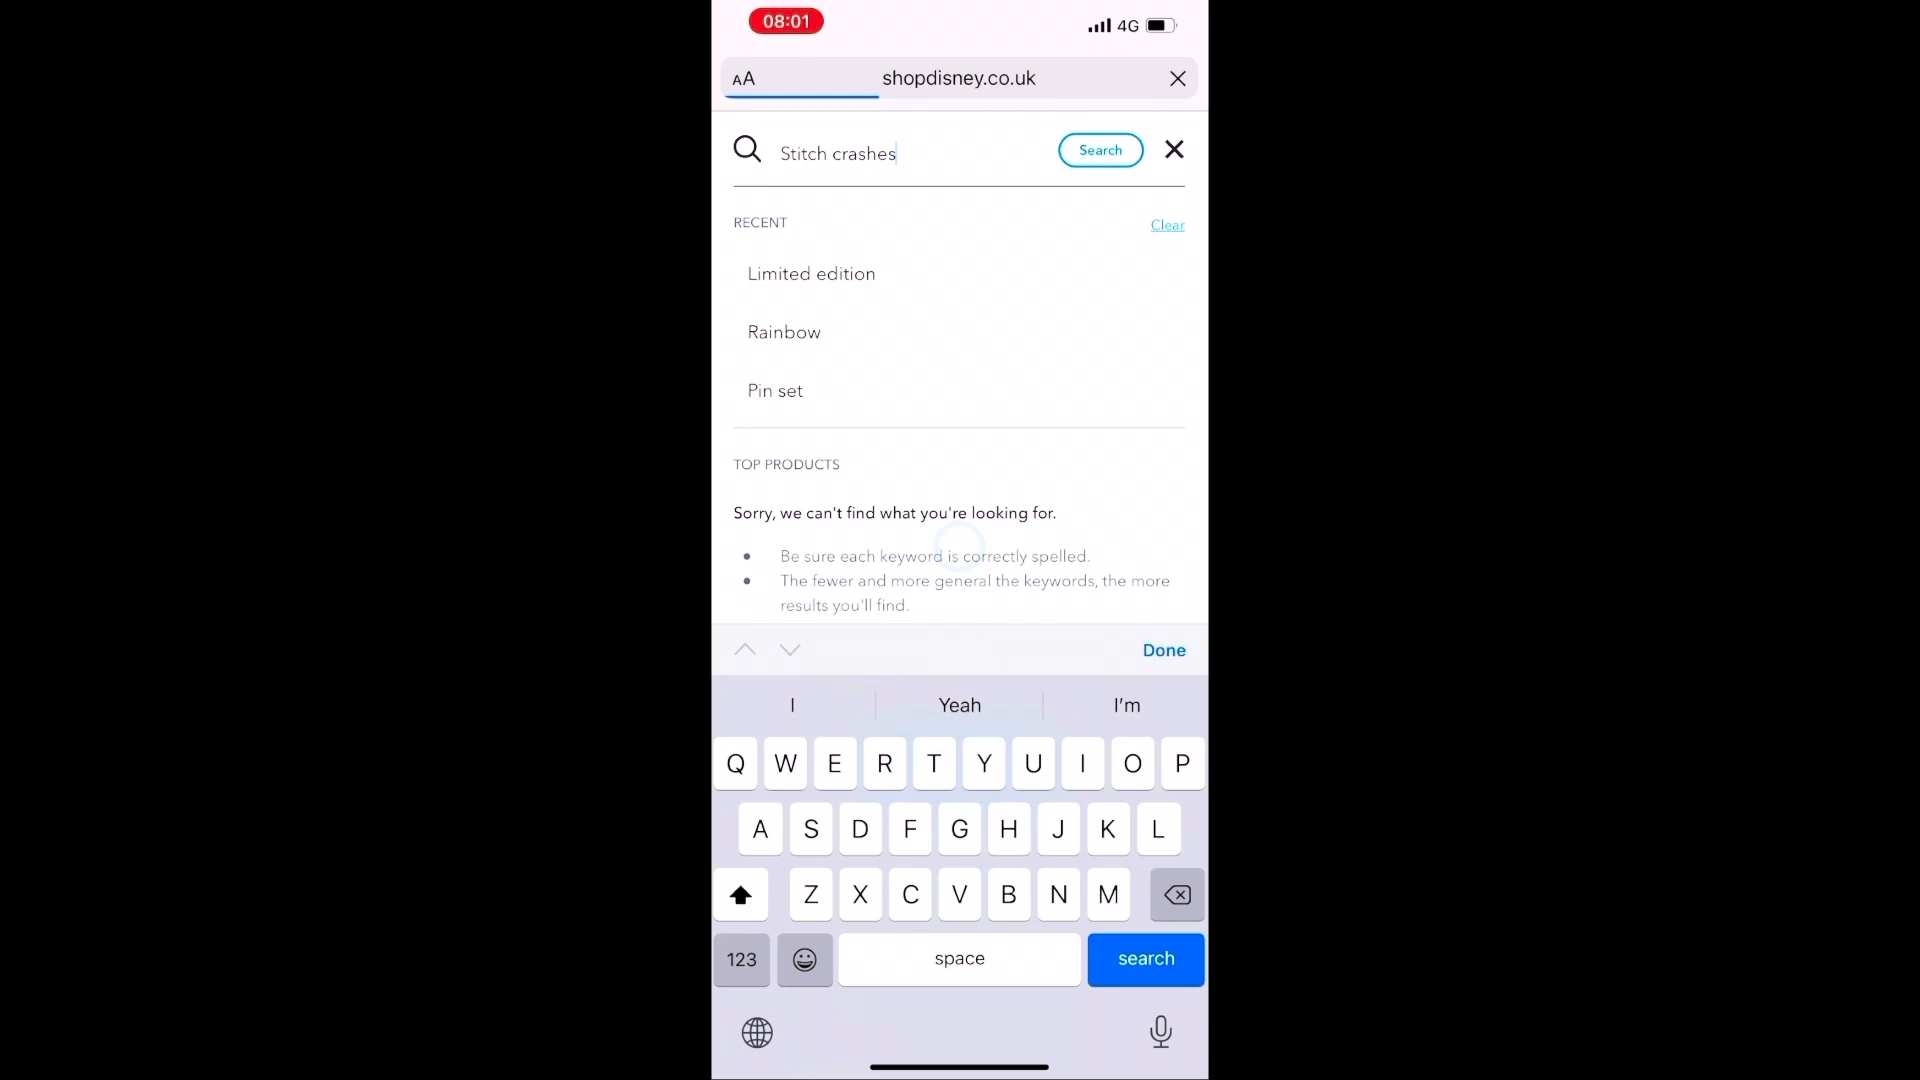 08:01
4G
AA shopdisney.co.uk
Stitch crashes
Search
RECENT
Clear
Limited edition
Rainbow
Pin set
TOP PRODUCTS
Sorry, we can't find what you're looking for.
Be sure each keyword is correctly spelled.
The fewer and more general the keywords, the more
results you'll find.
Done
I Yeah I'm
Q W E R T Y U I O P
A S D F G H J K L
Z X C V B N M
123 space search